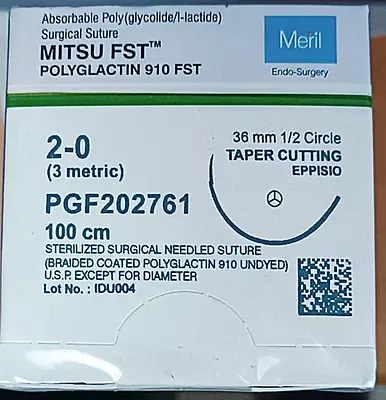 Absorbable Poly(glycolide/l-lactide)
Surgical Suture
MITSU FST™
POLYGLACTIN 910 FST
Meril
Endo-Surgery
2-0
(3 metric)
36 mm 1/2 Circle
TAPER CUTTING
EPPISIO
PGF202761
100 cm
STERILIZED SURGICAL NEEDLED SUTURE
(BRAIDED COATED POLYGLACTIN 910 UNDYED)
U.S.P. EXCEPT FOR DIAMETER
Lot No. : IDU004